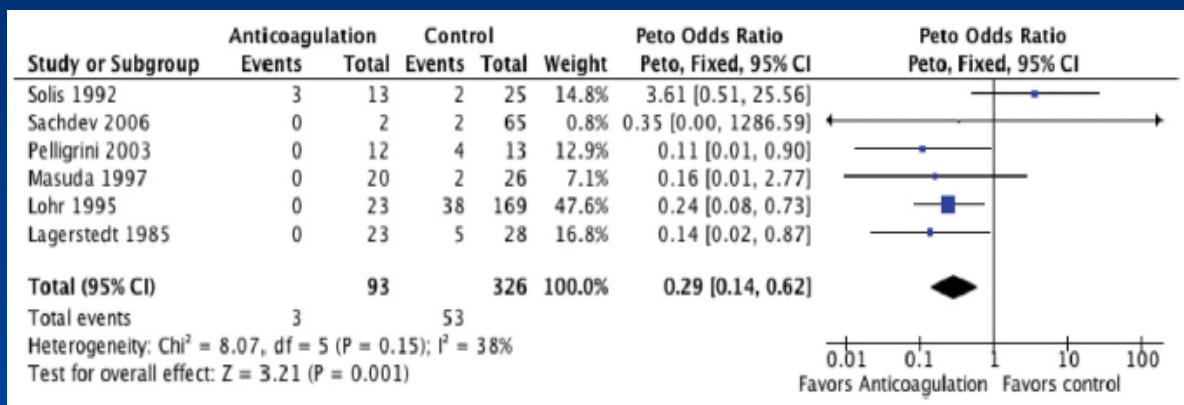 Anticoagulation Control Peto Odds Ratio Peto Odds Ratio
Study or Subgroup Events Total Events Total Weight Peto, Fixed, 95% CI Peto, Fixed, 95% CI
Solis 1992 3 13 2 25 14.8% 3.61 [0.51, 25.56]
Sachdev 2006 0 2 2 65 0.8% 0.35 [0.00, 1286.59]
Pelligrini 2003 0 12 4 13 12.9% 0.11 [0.01, 0.90]
Masuda 1997 0 20 2 26 7.1% 0.16 [0.01, 2.77]
Lohr 1995 0 23 38 169 47.6% 0.24 [0.08, 0.73]
Lagerstedt 1985 0 23 5 28 16.8% 0.14 [0.02, 0.87]
Total (95% CI) 93 326 100.0% 0.29 [0.14, 0.62]
Total events 3 53
Heterogeneity: Chi² = 8.07, df = 5 (P = 0.15); I² = 38%
Test for overall effect: Z = 3.21 (P = 0.001)
0.01 0.1 1 10 100
Favors Anticoagulation Favors control